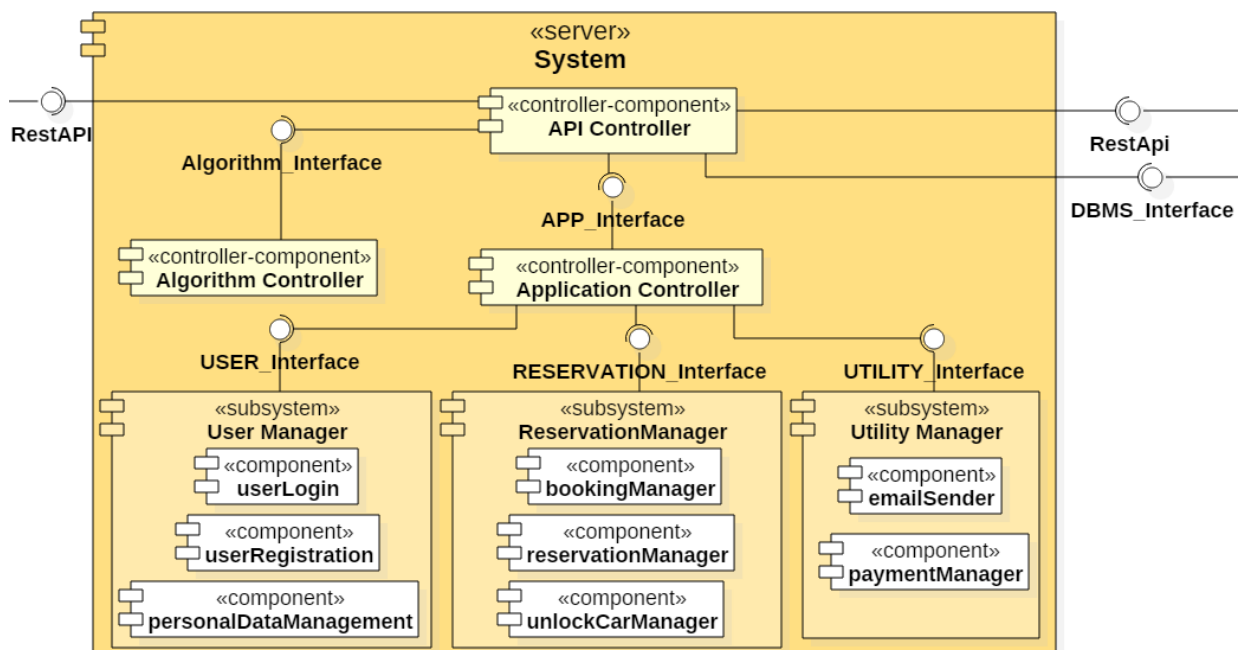 «server»
System
RestAPI
«controller-component»
API Controller
RestApi
Algorithm_Interface
APP_Interface
DBMS_Interface
«controller-component»
Algorithm Controller
«controller-component»
Application Controller
USER_Interface
RESERVATION_Interface
UTILITY_Interface
«subsystem»
User Manager
«component»
userLogin
«component»
userRegistration
«component»
personalDataManagement
«subsystem»
ReservationManager
«component»
bookingManager
«component»
reservationManager
«component»
unlockCarManager
«subsystem»
Utility Manager
«component»
emailSender
«component»
paymentManager